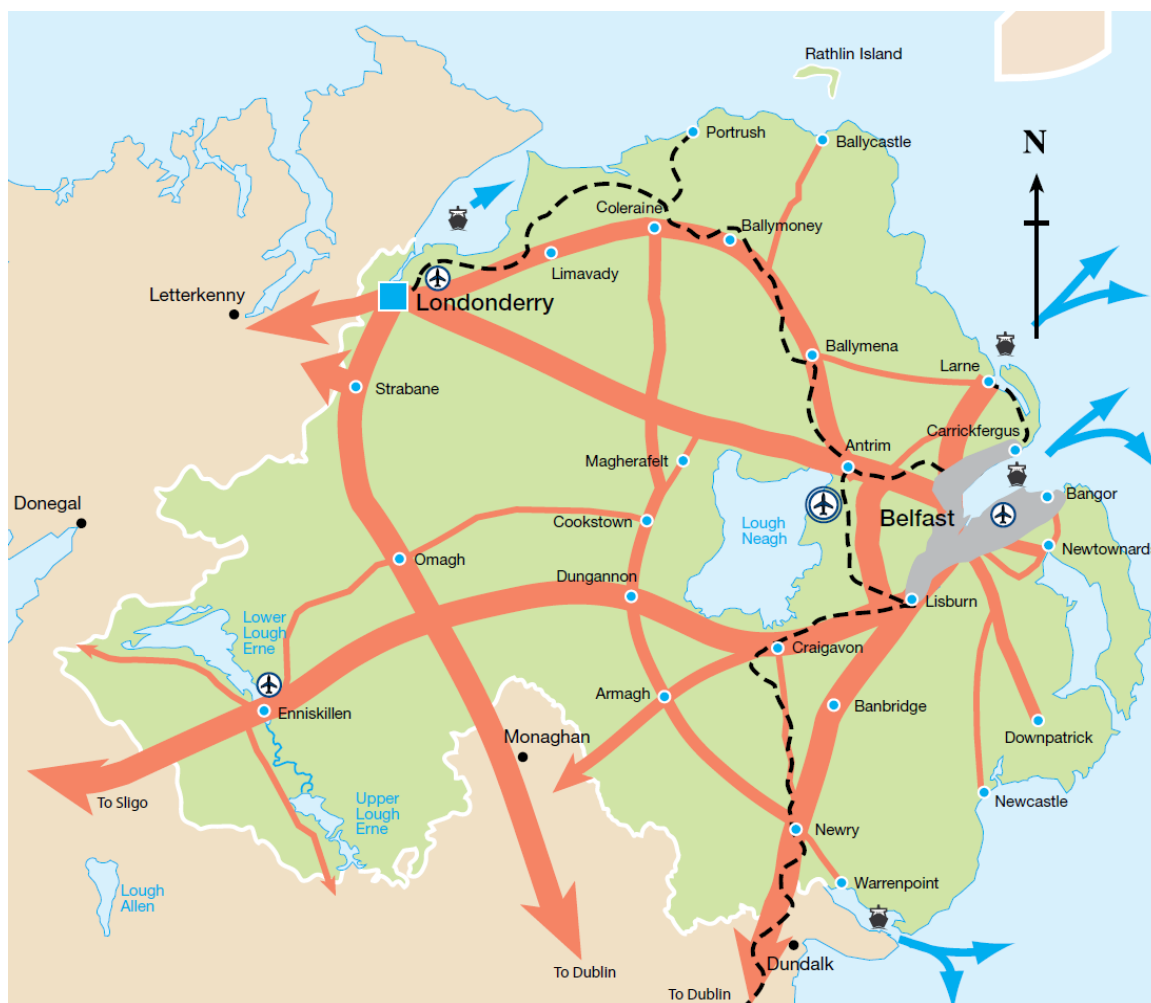 Rathlin Island
Portrush
Ballycastle
N
Coleraine
Ballymoney
Limavady
Letterkenny
Londonderry
Ballymena
Larne
Strabane
Carrickfergus
Antrim
Magherafelt
Donegal
Bangor
Belfast
Cookstown
Lough
Neagh
Newtownards
Omagh
Dungannon
Lisburn
Lower
Lough
Erne
Craigavon
Armagh
Enniskillen
Banbridge
Monaghan
Downpatrick
To Sligo
Newcastle
Upper
Lough
Erne
Newry
Warrenpoint
Lough
Allen
Dundalk
To Dublin
To Dublin